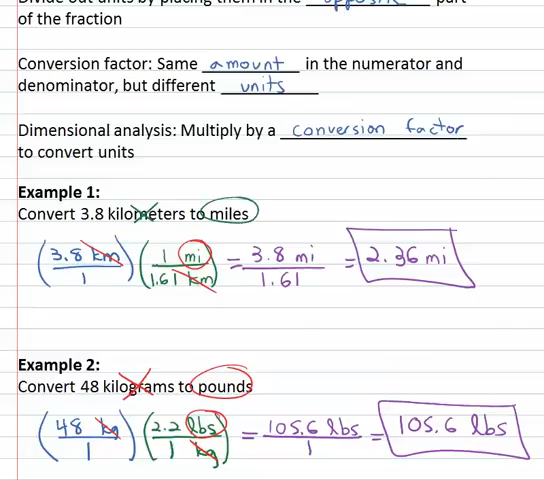 Divide out units by placing them in the opposite part
of the fraction
Conversion factor: Same amount in the numerator and
denominator, but different units
Dimensional analysis: Multiply by a conversion factor
to convert units
Example 1:
Convert 3.8 kilometers to miles
(3.8 km/1) (1 mi/1.61 km) = 3.8 mi/1.61 = 2.36 mi
Example 2:
Convert 48 kilograms to pounds
(48 kg/1) (2.2 lbs/1 kg) = 105.6 lbs/1 = 105.6 lbs